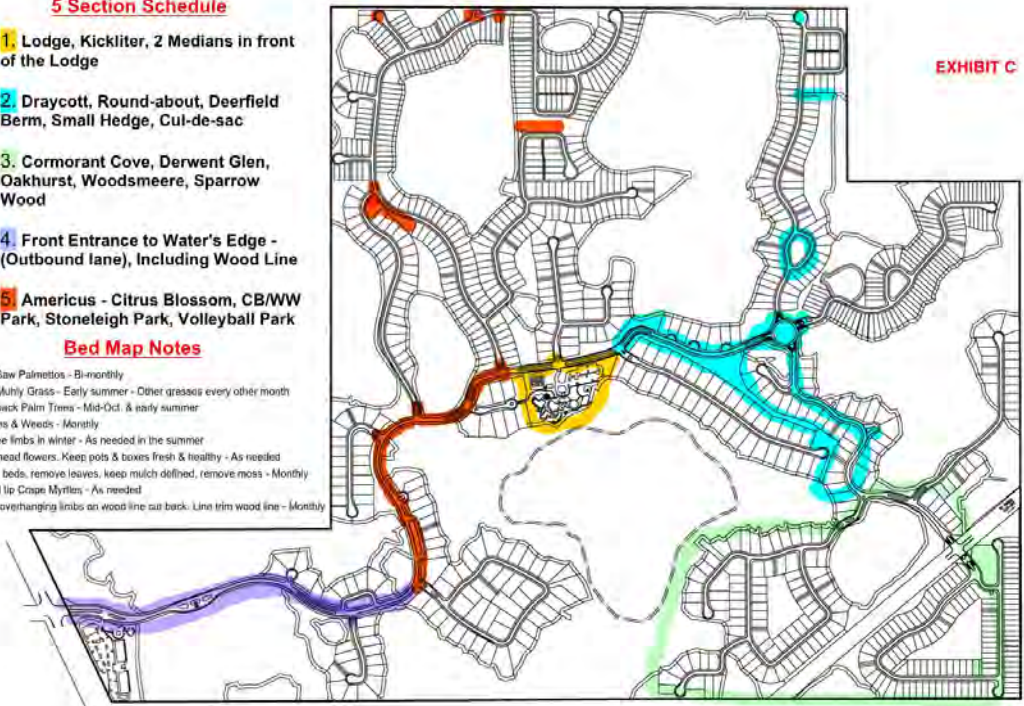 5 Section Schedule
1. Lodge, Kickliter, 2 Medians in front
of the Lodge
2. Draycott, Round-about, Deerfield
Berm, Small Hedge, Cul-de-sac
3. Cormorant Cove, Derwent Glen,
Oakhurst, Woodsmeere, Sparrow
Wood
4. Front Entrance to Water's Edge -
(Outbound lane), Including Wood Line
5. Americus - Citrus Blossom, CB/WW
Park, Stoneleigh Park, Volleyball Park
Bed Map Notes
Saw Palmettos - Bi-monthly
Muhly Grass - Early summer - Other grasses every other month
back Palm Trees - Mid-Oct. & early summer
& Weeds - Monthly
limbs in winter - As needed in the summer
head flowers. Keep pots & boxes fresh & healthy - As needed
beds, remove leaves, keep mulch defined, remove moss - Monthly
up Crape Myrtles - As needed
overhanging limbs on wood line cut back. Line trim wood line - Monthly
EXHIBIT C